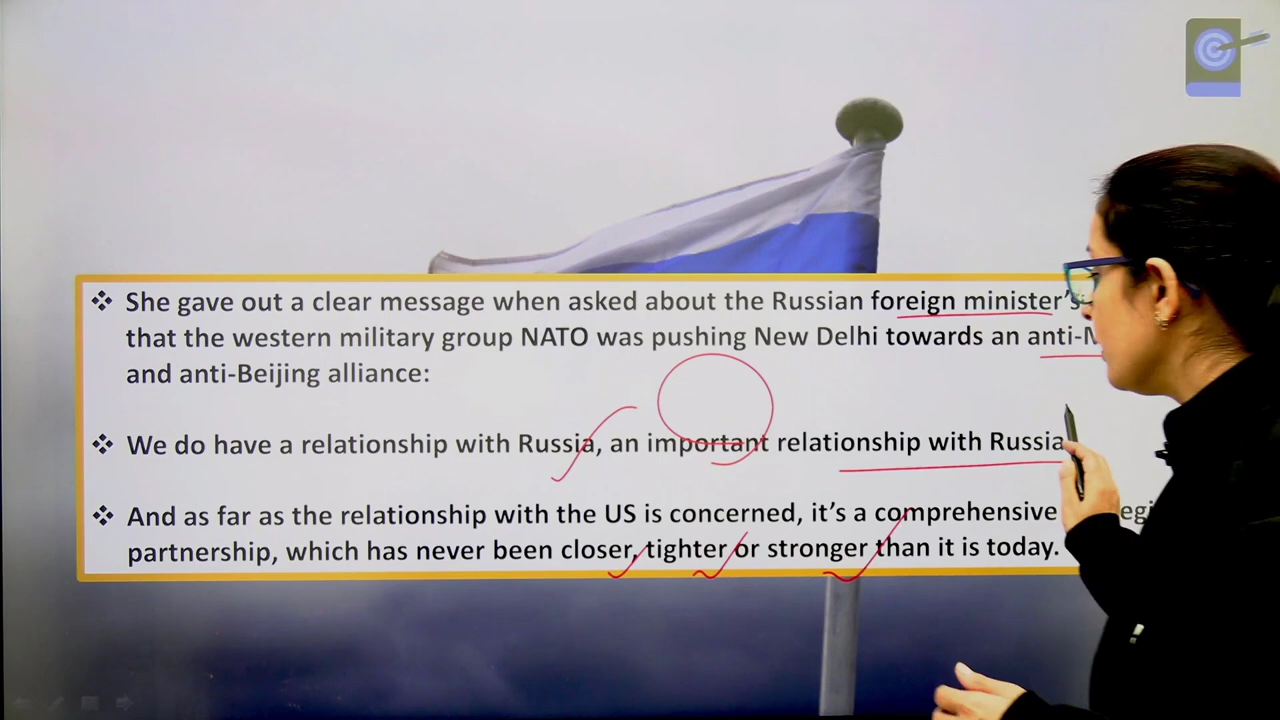 ❖ She gave out a clear message when asked about the Russian foreign minister's
that the western military group NATO was pushing New Delhi towards an
and anti-Beijing alliance:
❖ We do have a relationship with Russia, an important relationship with Russia
❖ And as far as the relationship with the US is concerned, it's a comprehensive
partnership, which has never been closer, tighter or stronger than it is today.